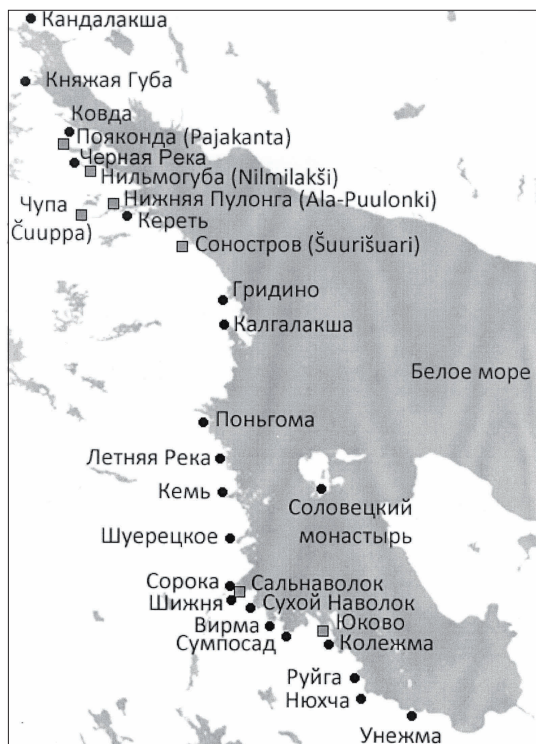 Кандалакша
Княжая Губа
Ковда
Пояконда (Pajakanta)
Черная Река
Нильмогуба (Nilmilakši)
Нижняя Пулонга (Ala-Puulonki)
Чупа
Čuuppa)
Кереть
Соностров (Šuurišuari)
Гридино
Калгалакша
Белое море
Поньгома
Летняя Река
Кемь
Соловецкий
монастырь
Шуерецкое
Сорока
Сальнаволок
Шижня
Сухой Наволок
Вирма
Юково
Сумпосад
Колежма
Руйга
Нюхча
Унежма